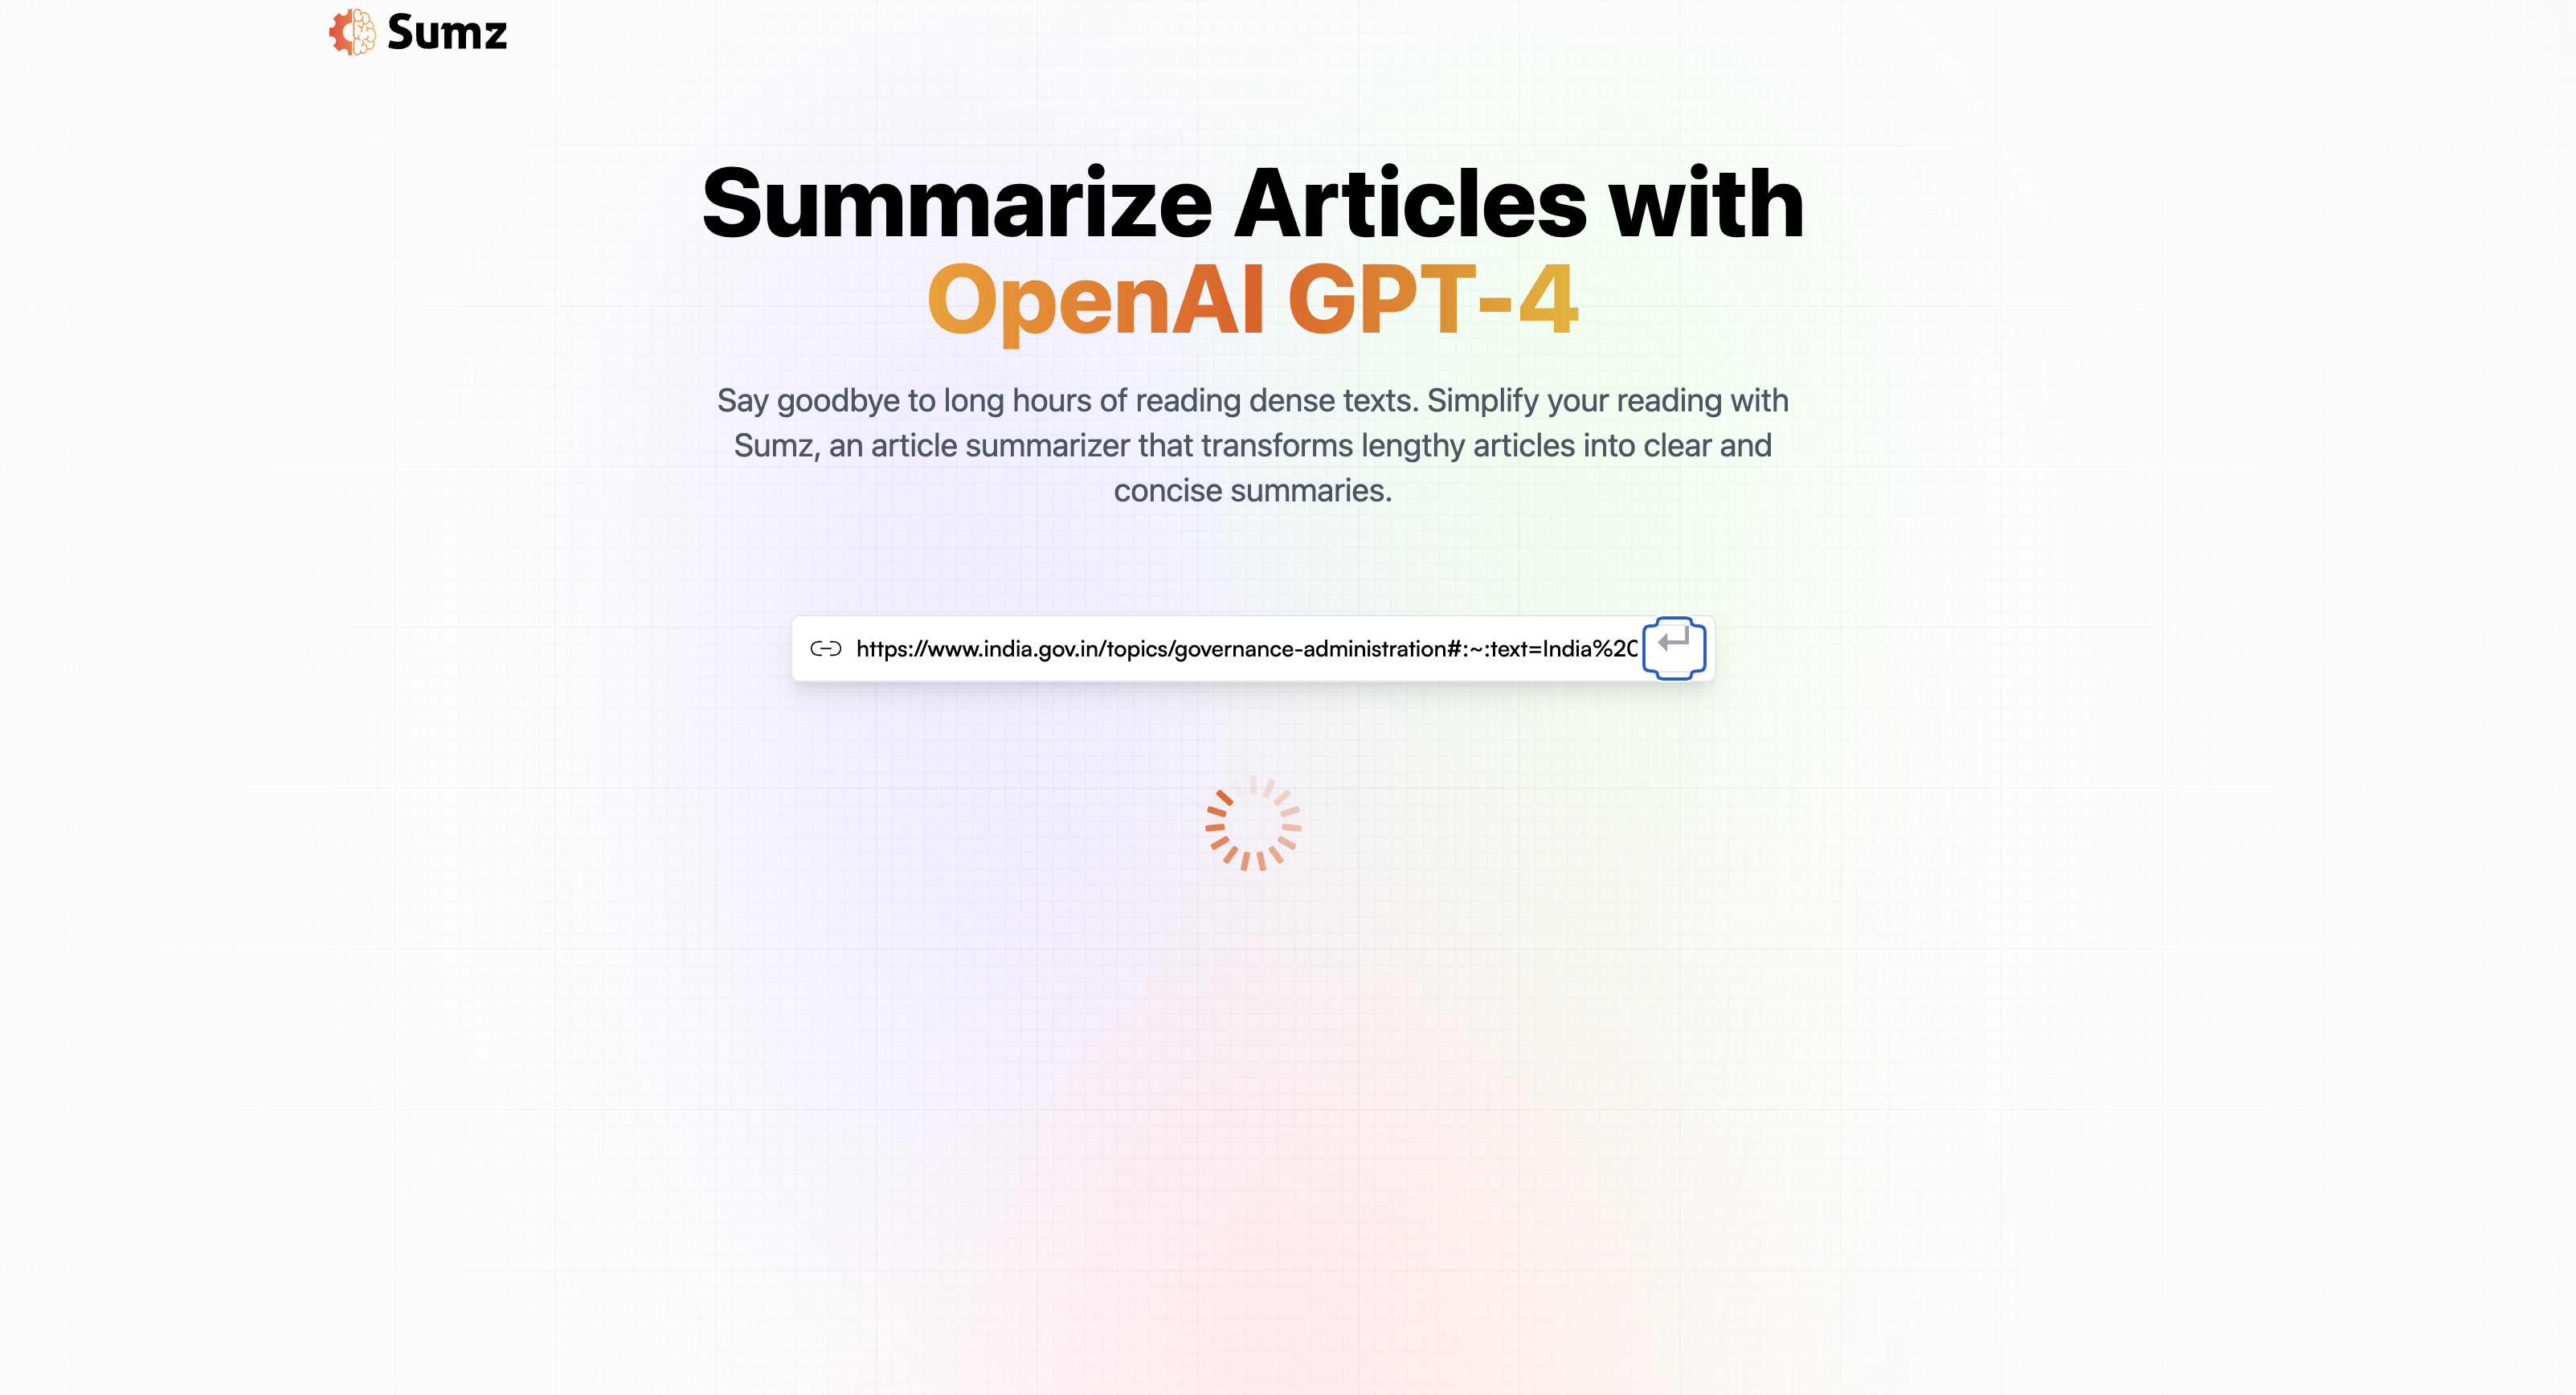 Sumz
Summarize Articles with
OpenAI GPT-4
Say goodbye to long hours of reading dense texts. Simplify your reading with
Sumz, an article summarizer that transforms lengthy articles into clear and
concise summaries.
https://www.india.gov.in/topics/governance-administration#:~:text=India%20